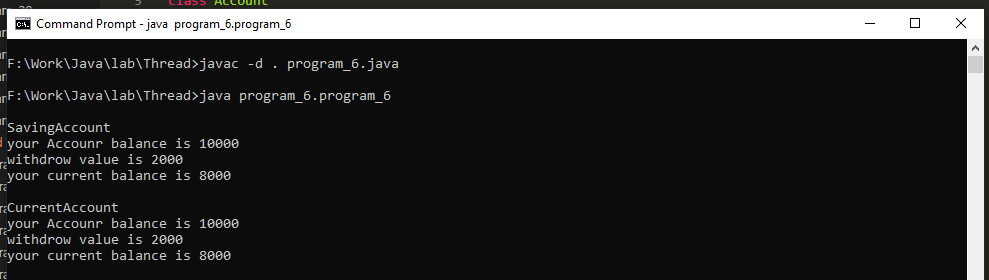 5 class Account
Command Prompt - java program_6.program_6
F:\Work\Java\lab\Thread>javac -d . program_6.java
F:\Work\Java\lab\Thread>java program_6.program_6
SavingAccount
your Accounr balance is 10000
withdrow value is 2000
your current balance is 8000
CurrentAccount
your Accounr balance is 10000
withdrow value is 2000
your current balance is 8000